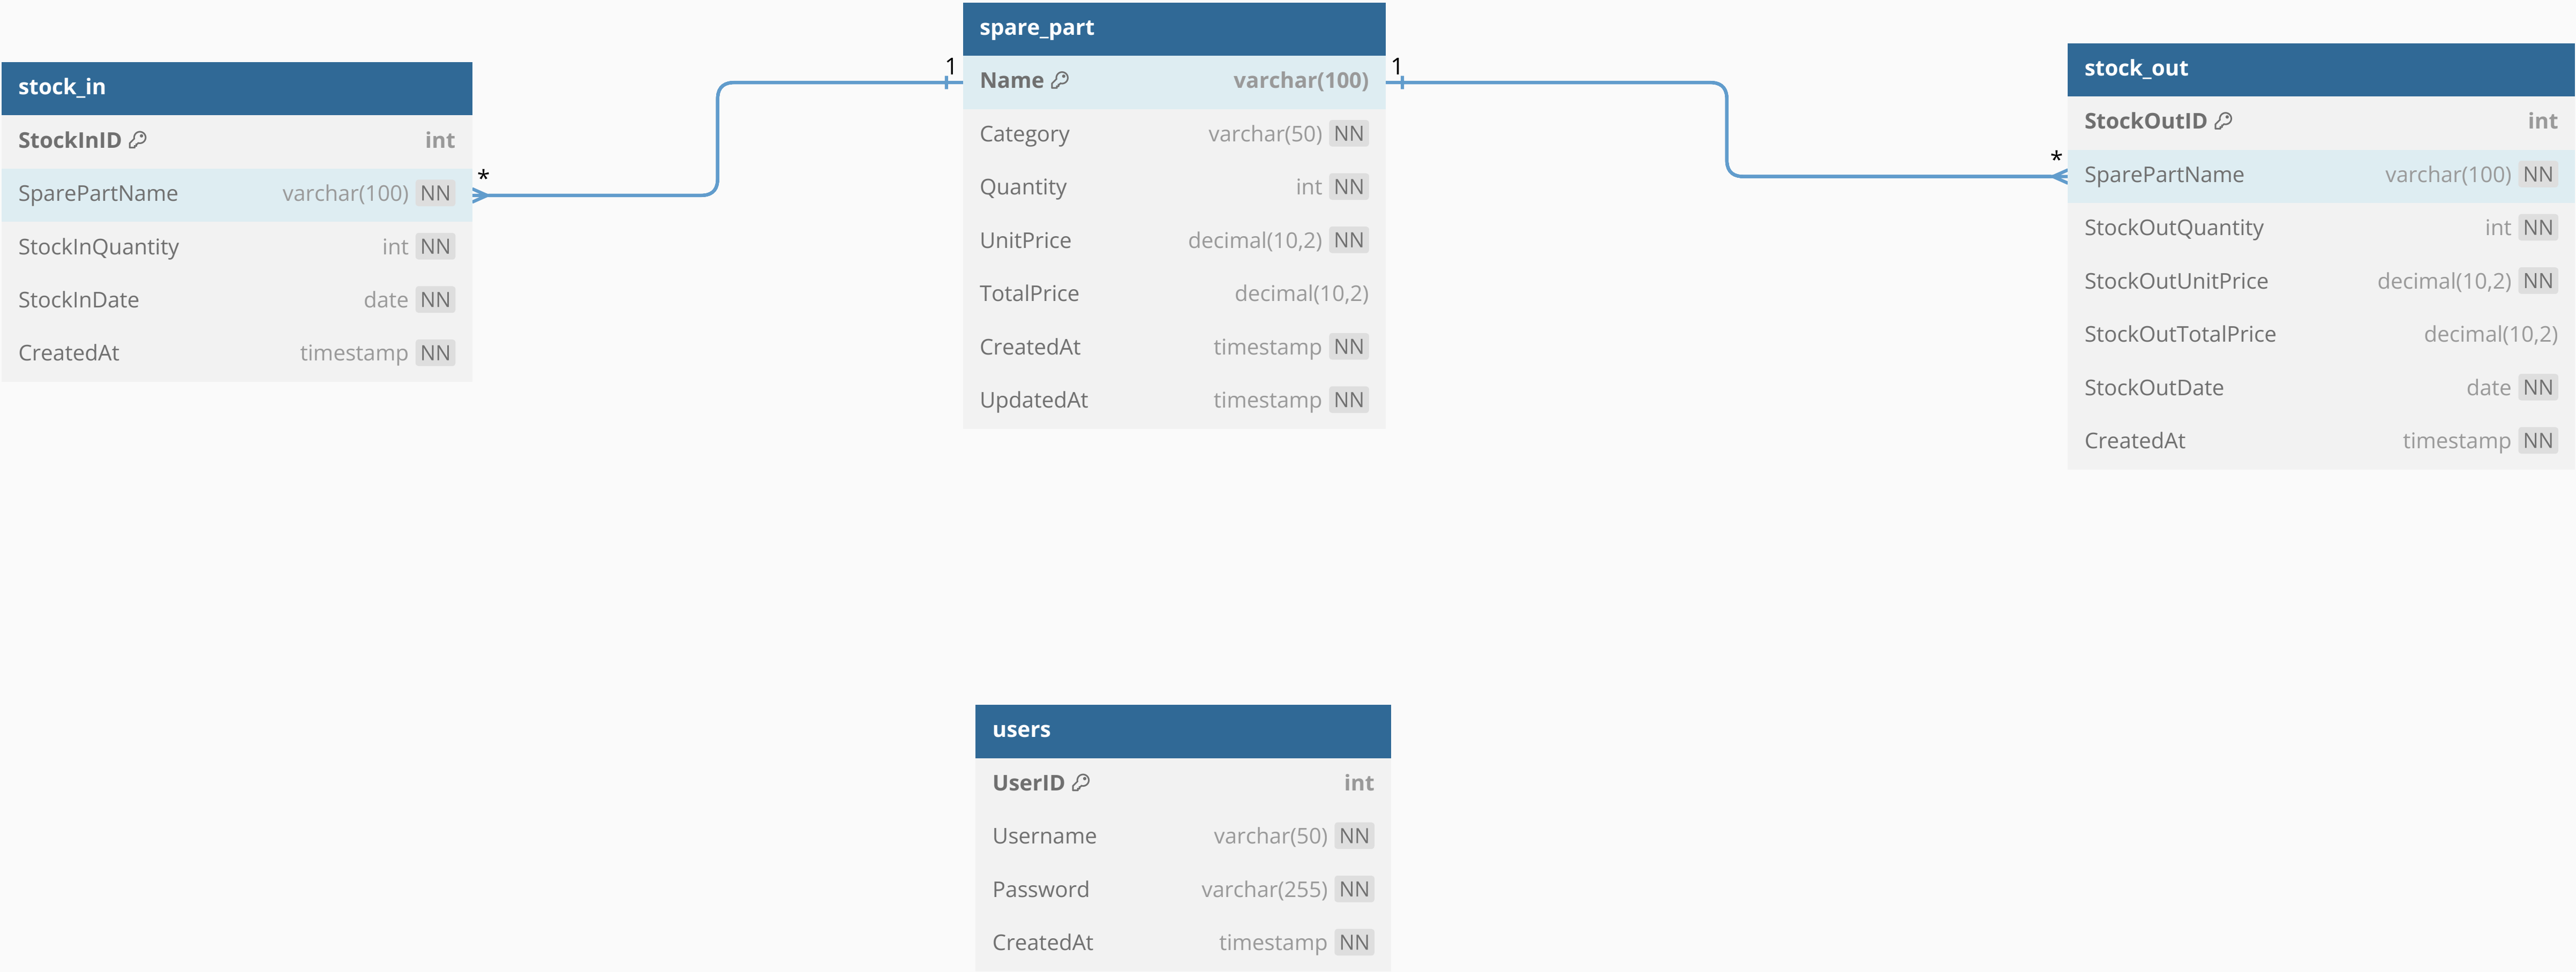 stock_in
StockInID int
SparePartName varchar(100) NN
StockInQuantity int NN
StockInDate date NN
CreatedAt timestamp NN
*
1
spare_part
Name varchar(100)
Category varchar(50) NN
Quantity int NN
UnitPrice decimal(10,2) NN
TotalPrice decimal(10,2)
CreatedAt timestamp NN
UpdatedAt timestamp NN
1
*
stock_out
StockOutID int
SparePartName varchar(100) NN
StockOutQuantity int NN
StockOutUnitPrice decimal(10,2) NN
StockOutTotalPrice decimal(10,2)
StockOutDate date NN
CreatedAt timestamp NN
users
UserID int
Username varchar(50) NN
Password varchar(255) NN
CreatedAt timestamp NN